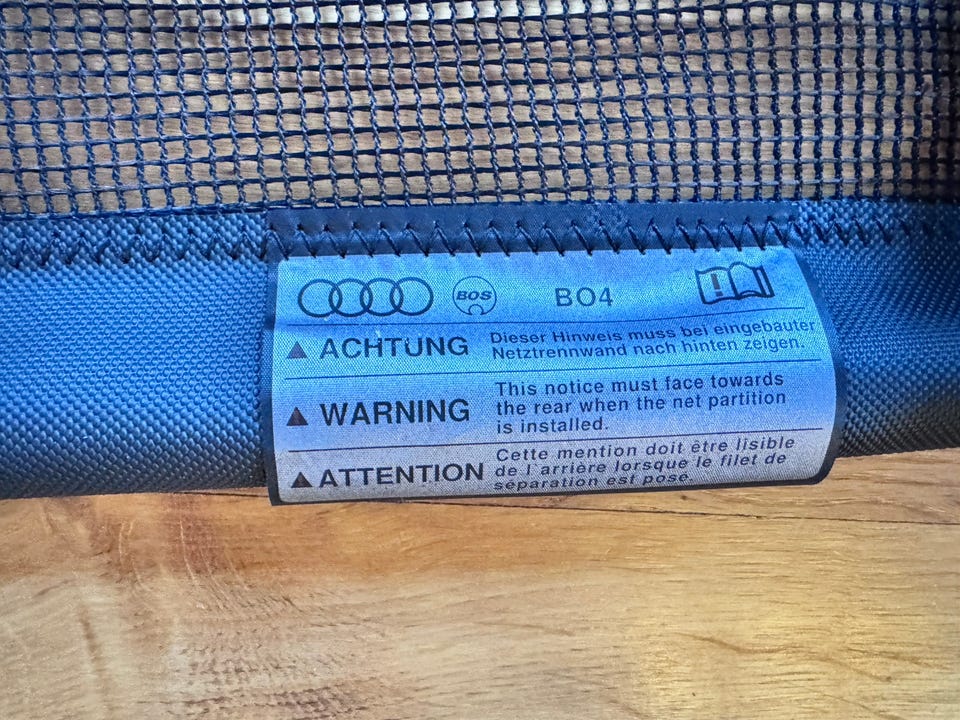 BOS BO4
ACHTUNG
Dieser Hinweis muss bei eingebauter
Netztrennwand nach hinten zeigen.
WARNING
This notice must face towards
the rear when the net partition
is installed.
ATTENTION
Cette mention doit être lisible
de l'arrière lorsque le filet de
séparation est posé.